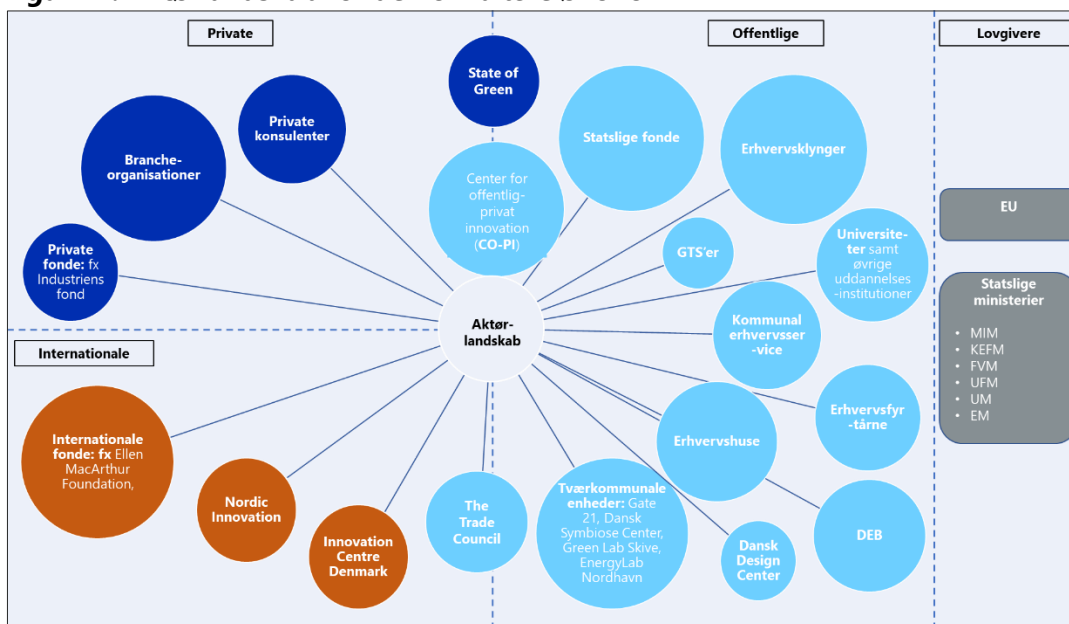 Private
Offentlige
Lovgivere
State of
Green
Private
konsulenter
Branche-
organisationer
Statslige fonde
Erhvervsklynger
Center for
offentlig-
privat
innovation
(CO-PI)
EU
Private
fonde: fx
Industriens
fond
GTS'er
Universite-
ter samt
øvrige
uddannelses
-institutioner
Statslige
ministerier
• MIM
• KEFM
• FVM
• UFM
• UM
• EM
Aktør-
landskab
Kommunal
erhvervsser
-vice
Internationale
Erhvervsfyr
-tårne
Internationale
fonde: fx Ellen
MacArthur
Foundation,
Erhvervshuse
Nordic
Innovation
The
Trade
Council
Tværkommunale
enheder: Gate
21, Dansk
Symbiose Center,
Green Lab Skive,
EnergyLab
Nordhavn
DEB
Innovation
Centre
Denmark
Dansk
Design
Center